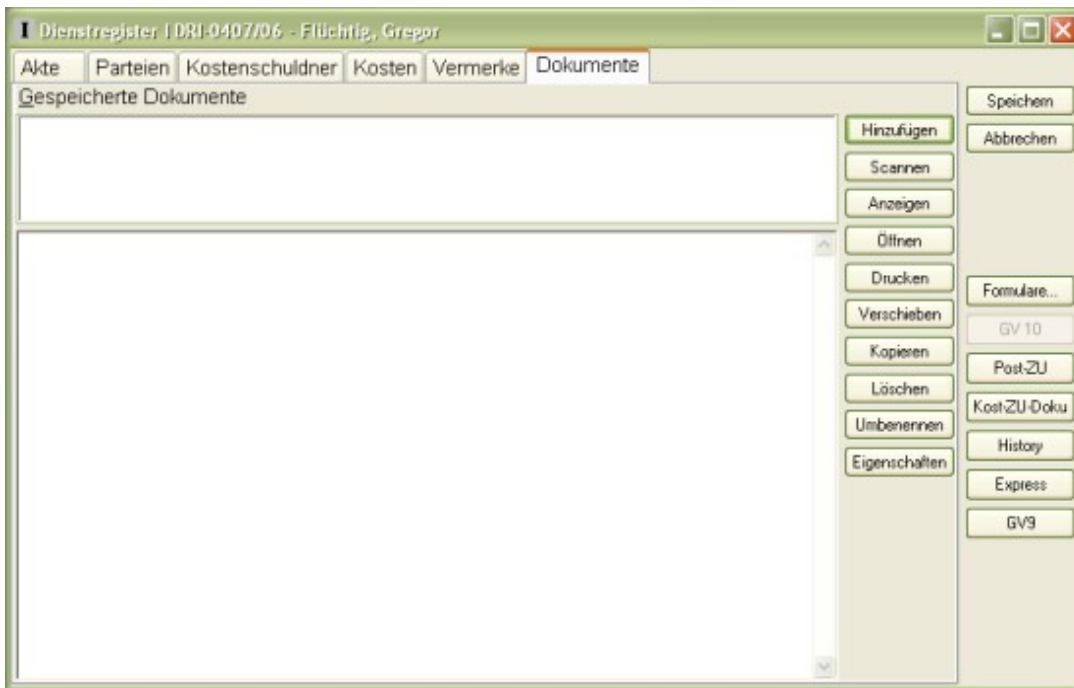 I Dienstregister I DRI-0407/06 - Flüchtig, Gregor
Akte Parteien Kostenschuldner Kosten Vermerke Dokumente
Gespeicherte Dokumente
Hinzufügen
Scannen
Anzeigen
Öffnen
Drucken
Verschieben
Kopieren
Löschen
Umbenennen
Eigenschaften
Speichern
Abbrechen
Formulare...
GV 10
Post-ZU
Kost-ZU-Doku
History
Express
GV9